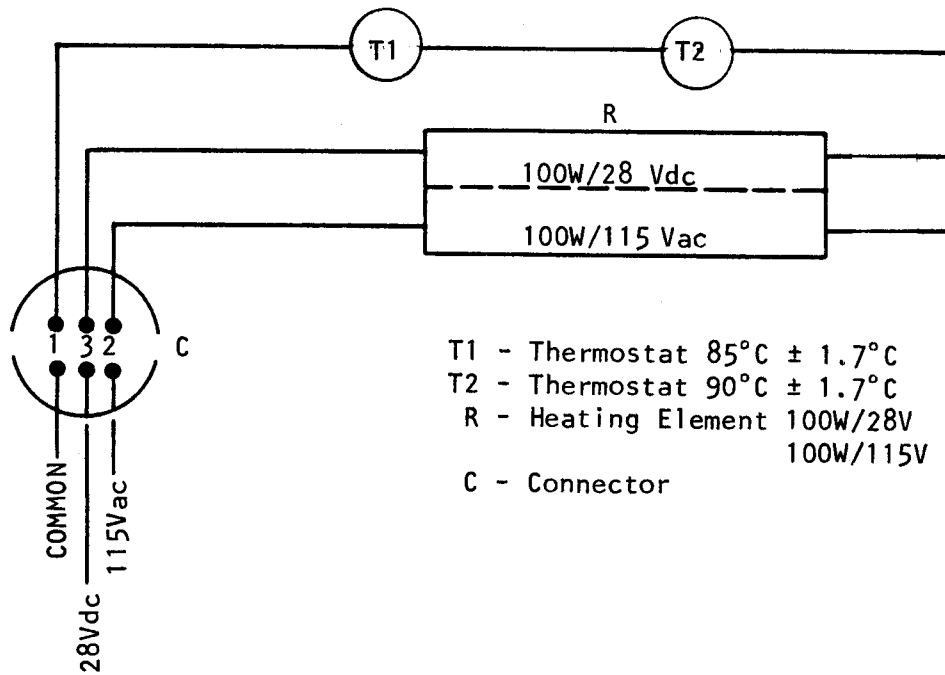 T1
T2
R
100W/28 Vdc
100W/115 Vac
1 3 2
C
T1 - Thermostat 85°C ± 1.7°C
T2 - Thermostat 90°C ± 1.7°C
R - Heating Element 100W/28V
100W/115V
C - Connector
COMMON
28Vdc
115Vac